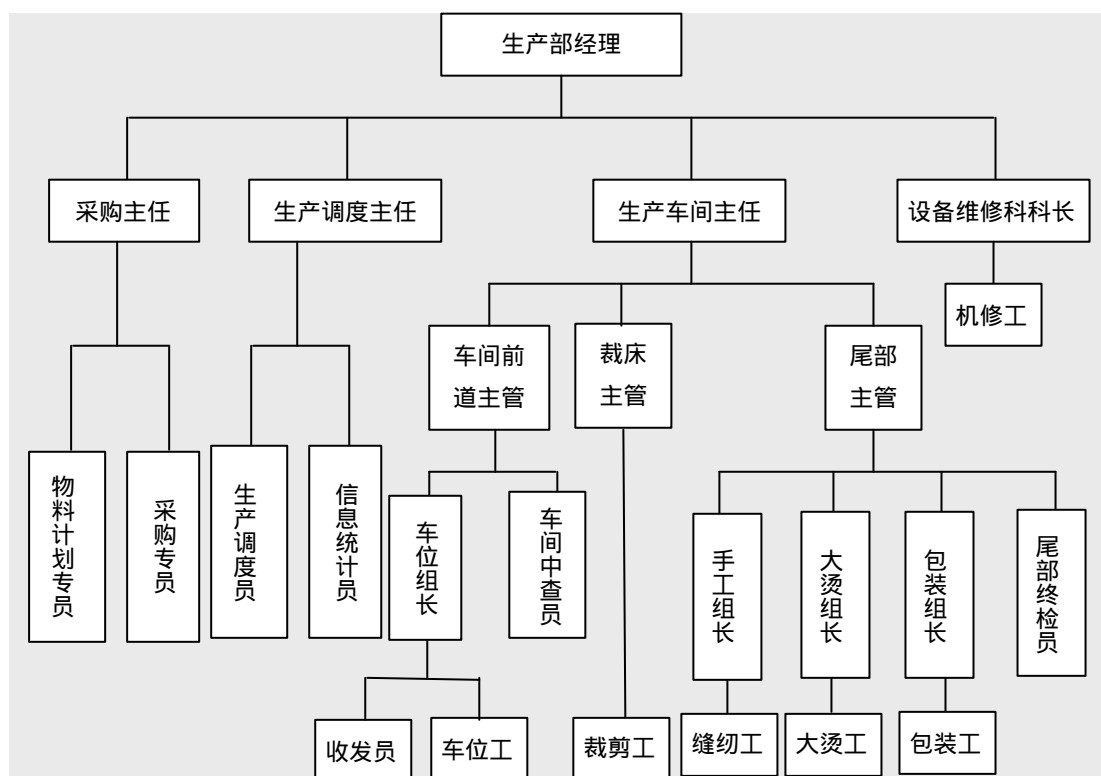 生产部经理
采购主任
生产调度主任
生产车间主任
设备维修科科长
机修工
车间前
道主管
裁床
主管
尾部
主管
物料计划专员
采购专员
生产调度员
信息统计员
车位组长
车间中查员
手工组长
大烫组长
包装组长
尾部终检员
收发员
车位工
裁剪工
缝纫工
大烫工
包装工